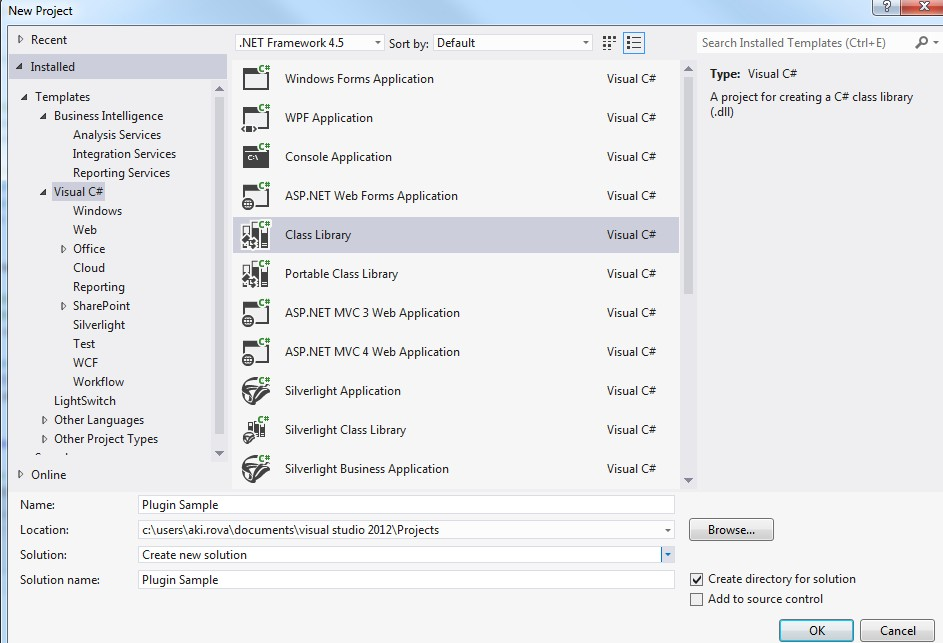 New Project
Recent
.NET Framework 4.5
Sort by: Default
Search Installed Templates (Ctrl+E)
Installed
Templates
Business Intelligence
Analysis Services
Integration Services
Reporting Services
Visual C#
Windows
Web
Office
Cloud
Reporting
SharePoint
Silverlight
Test
WCF
Workflow
LightSwitch
Other Languages
Other Project Types
Online
Windows Forms Application Visual C#
WPF Application Visual C#
Console Application Visual C#
ASP.NET Web Forms Application Visual C#
Class Library Visual C#
Portable Class Library Visual C#
ASP.NET MVC 3 Web Application Visual C#
ASP.NET MVC 4 Web Application Visual C#
Silverlight Application Visual C#
Silverlight Class Library Visual C#
Silverlight Business Application Visual C#
Type: Visual C#
A project for creating a C# class library
(.dll)
Name: Plugin Sample
Location: c:\users\aki.rova\documents\visual studio 2012\Projects
Browse...
Solution: Create new solution
Solution name: Plugin Sample
Create directory for solution
Add to source control
OK
Cancel